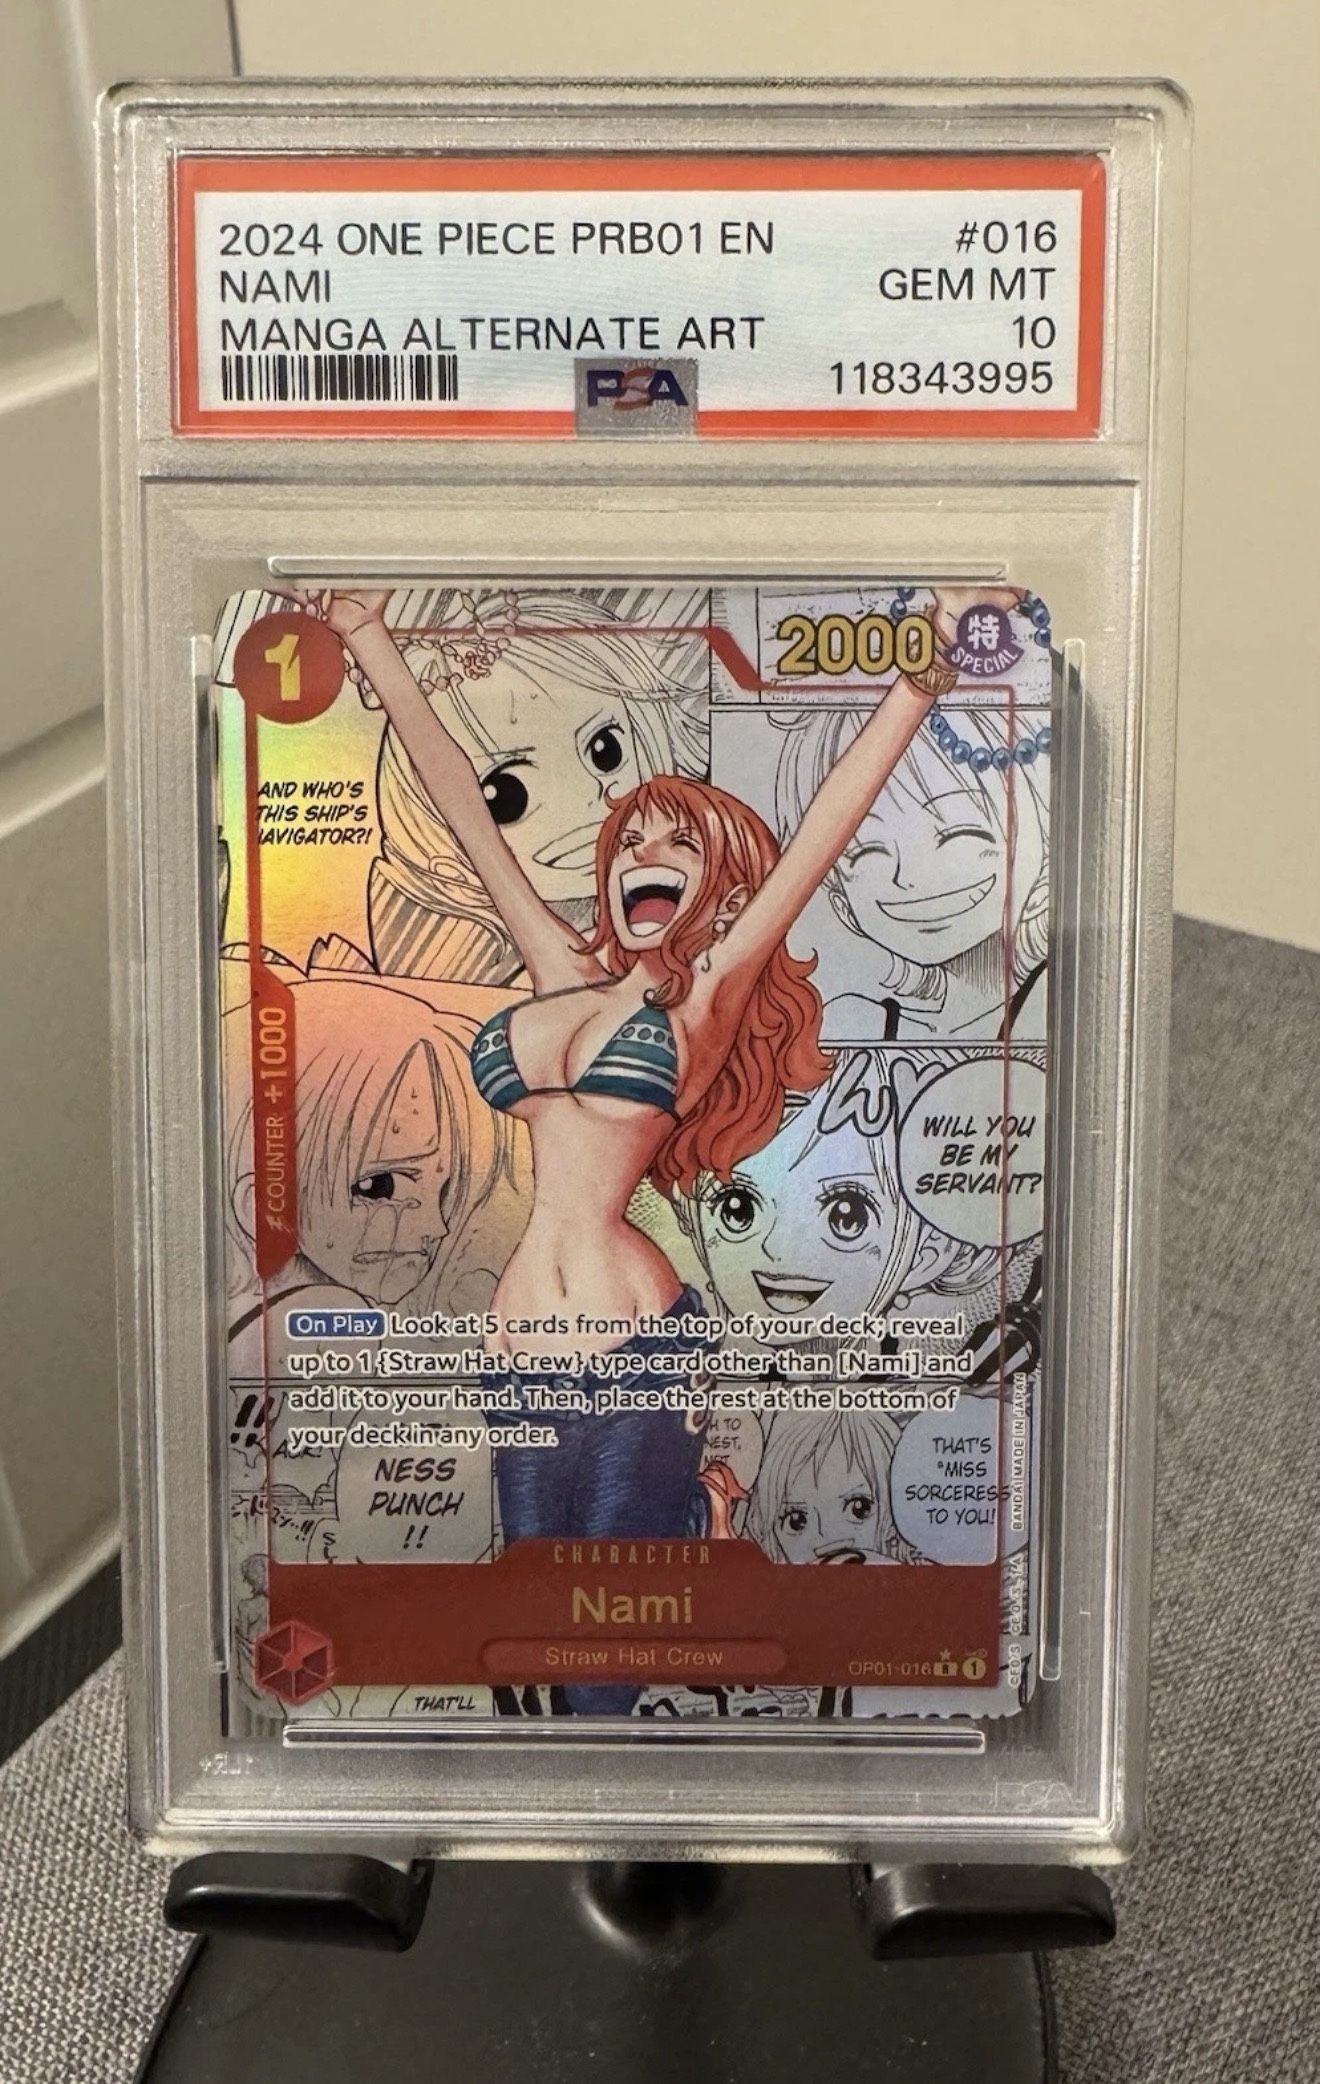 2024 ONE PIECE PRB01 EN #016
NAMI GEM MT
MANGA ALTERNATE ART 10
PSA 118343995
1
2000 特
SPECIAL
AND WHO'S
THIS SHIP'S
NAVIGATOR?!
COUNTER +1000
WILL YOU
BE MY
SERVANT?
On Play Look at 5 cards from the top of your deck; reveal
up to 1 {Straw Hat Crew} type card other than [Nami] and
add it to your hand. Then, place the rest at the bottom of
your deck in any order.
NESS
PUNCH
!!
THAT'S
"MISS
SORCERESS
TO YOU!
BANDAI MADE IN JAPAN
CHARACTER
Nami
Straw Hat Crew
OP01-016 R 1
THAT'LL
PSA